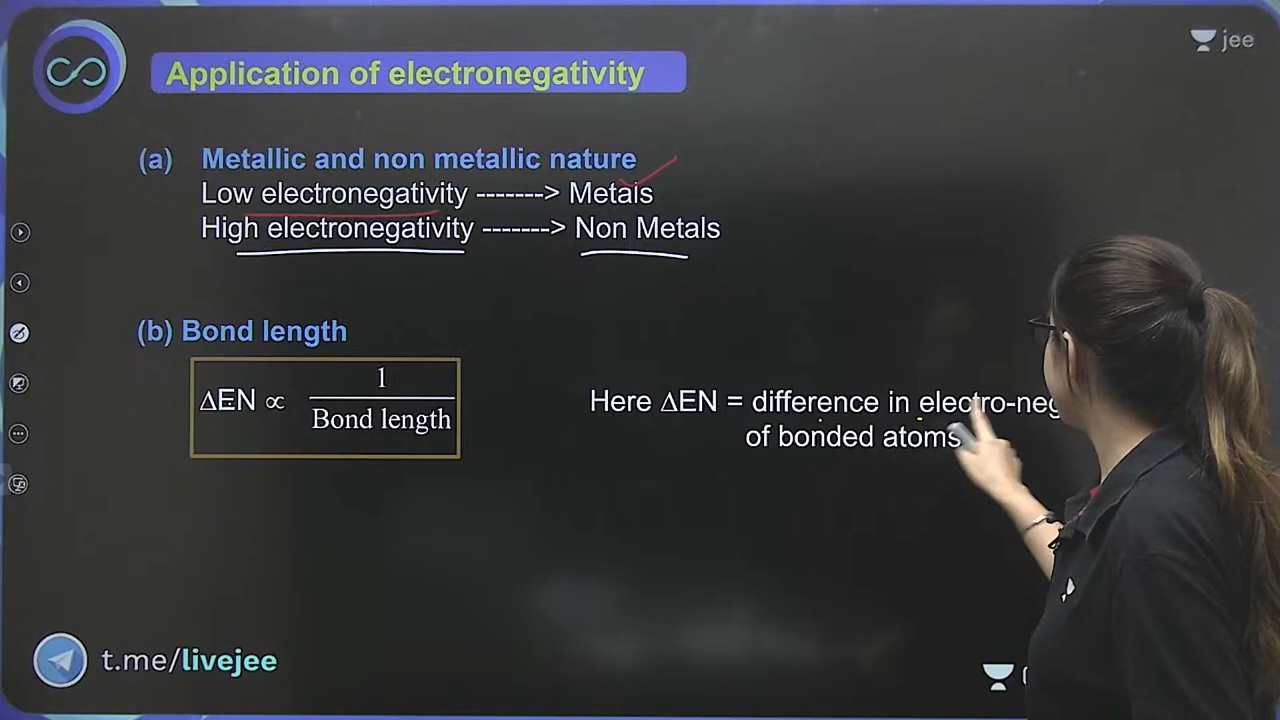 jee
Application of electronegativity
(a) Metallic and non metallic nature
Low electronegativity -------> Metals
High electronegativity -------> Non Metals
(b) Bond length
ΔEN ∝ 1 / Bond length
Here ΔEN = difference in electro-neg
of bonded atoms
t.me/livejee